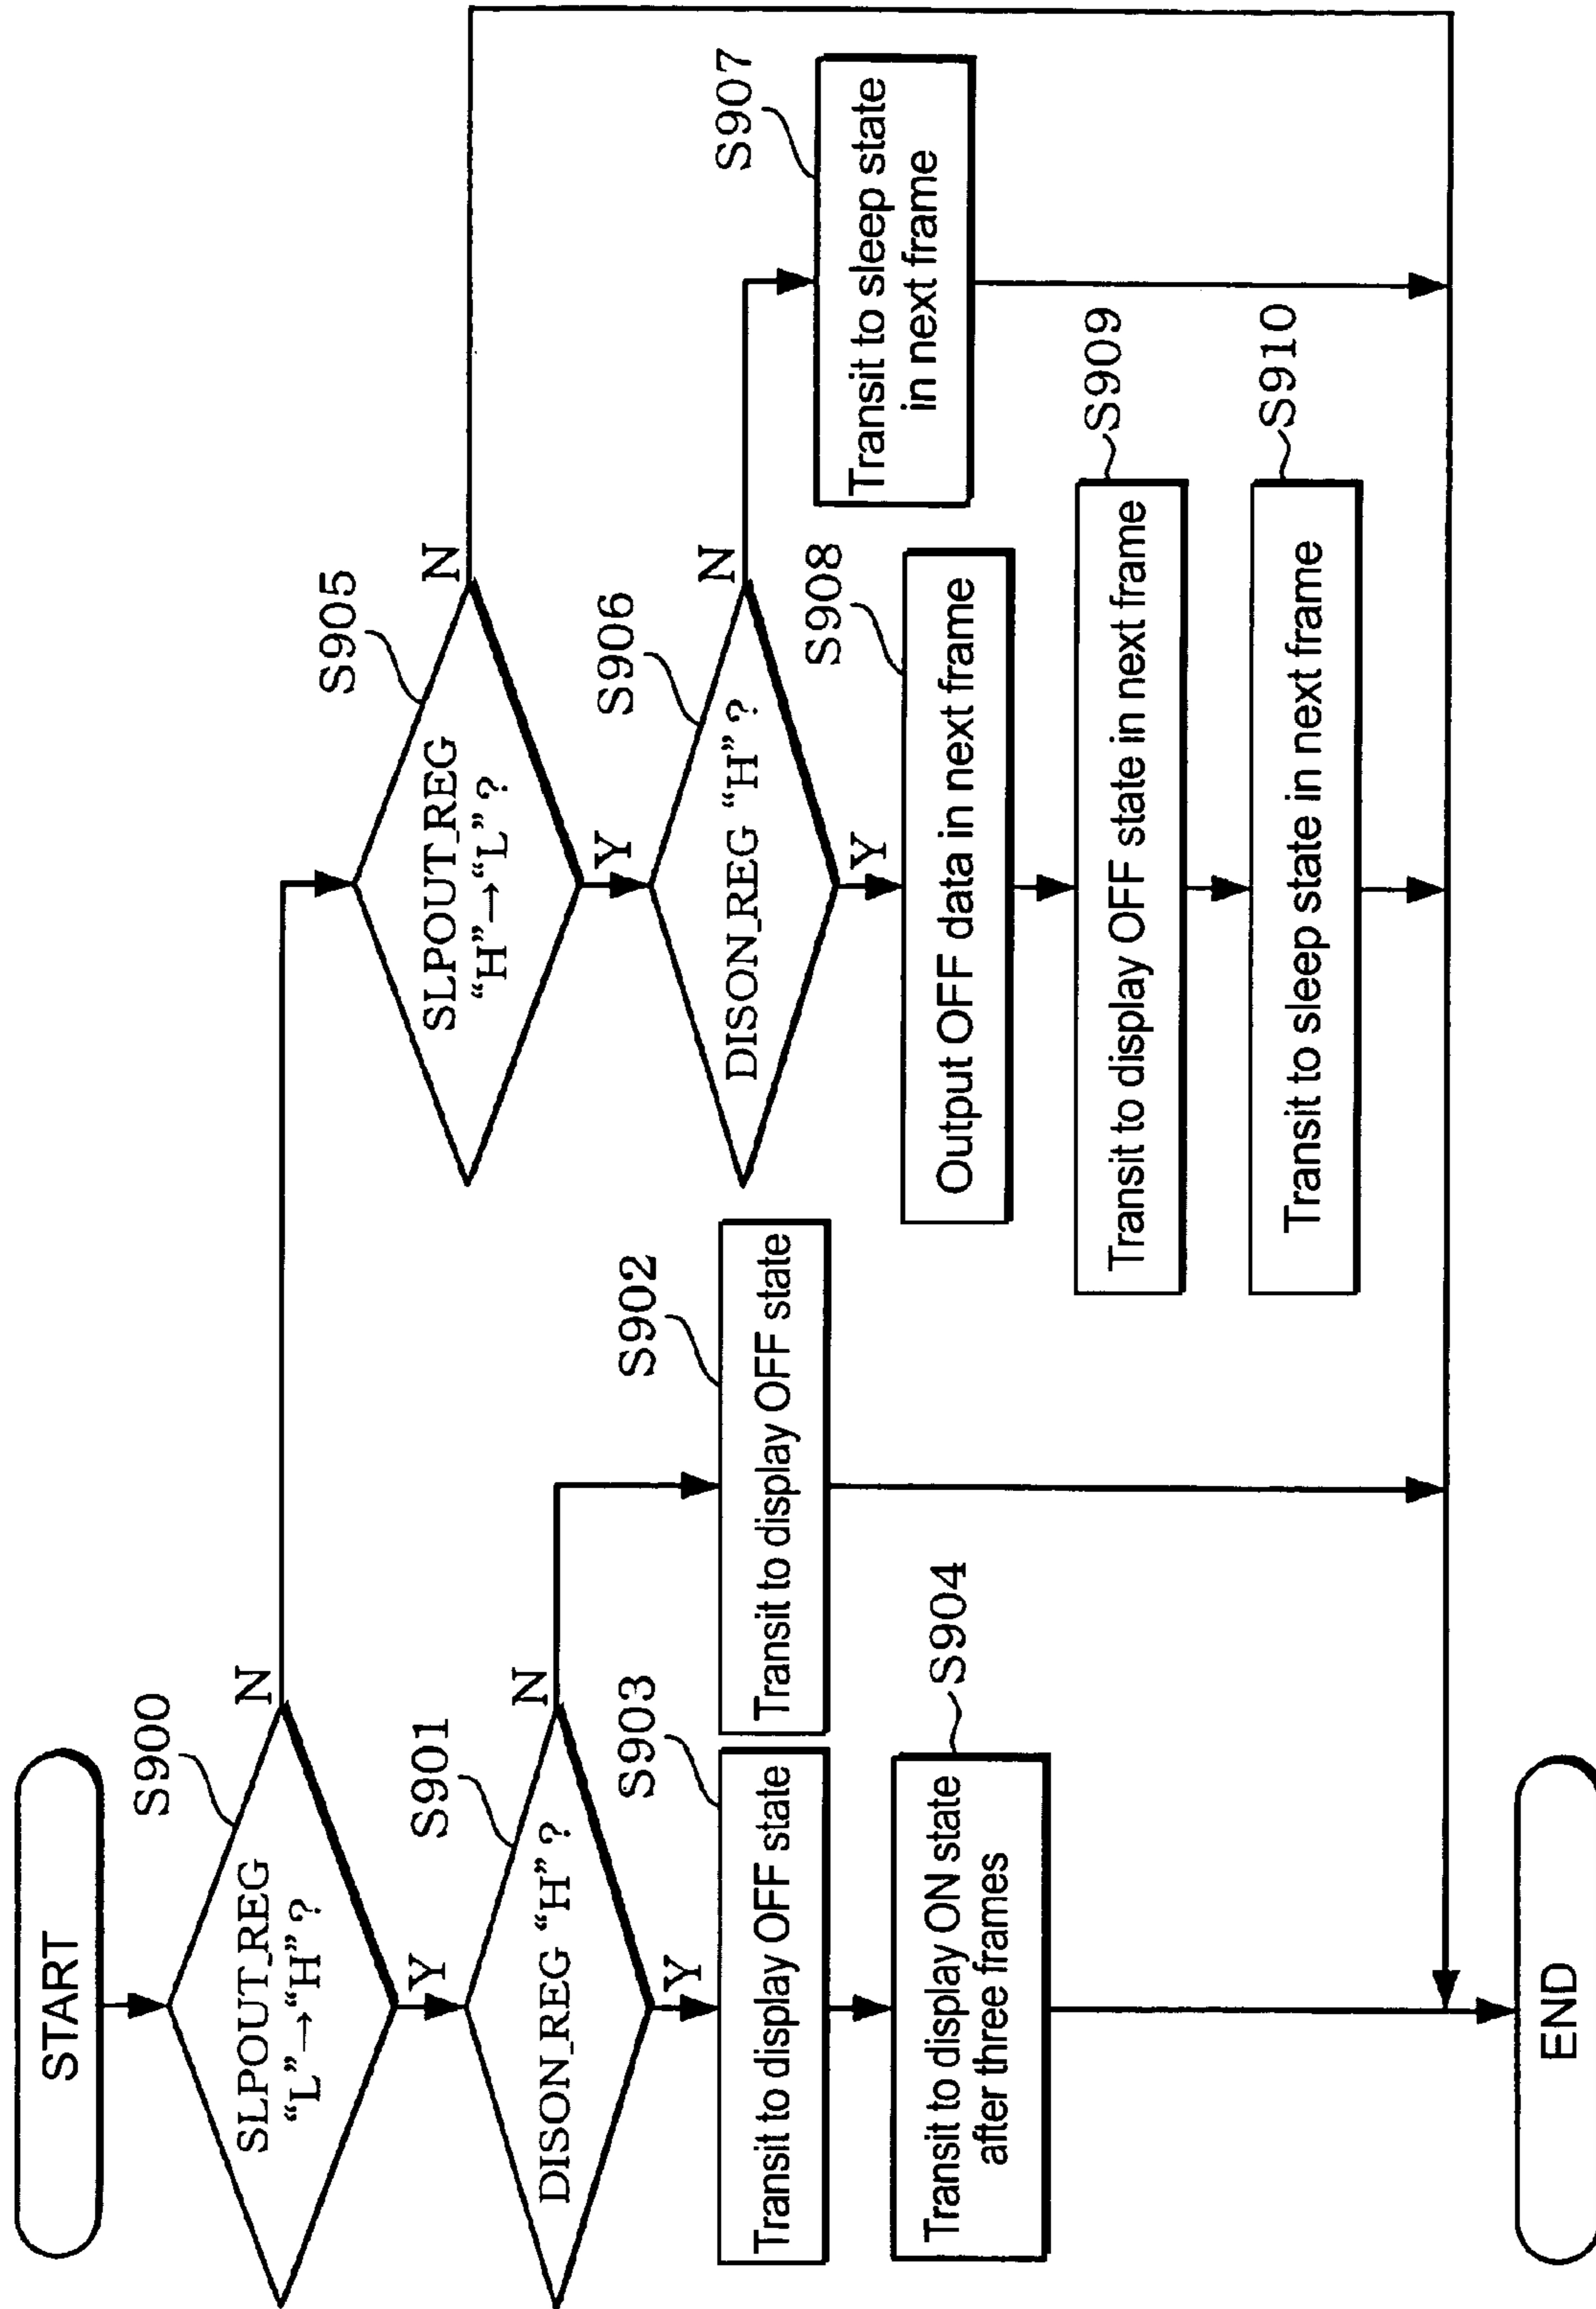 START
S900
SLPOUT_REG
“L”→“H” ?
N
Y
S901
DISON_REG “H” ?
N
Y
S902
Transit to display OFF state
S903
Transit to display OFF state
S904
Transit to display ON state
after three frames
S905
SLPOUT_REG
“H”→“L” ?
N
Y
S906
DISON_REG “H” ?
N
Y
S907
Transit to sleep state
in next frame
S908
Output OFF data in next frame
S909
Transit to display OFF state in next frame
S910
Transit to sleep state in next frame
END